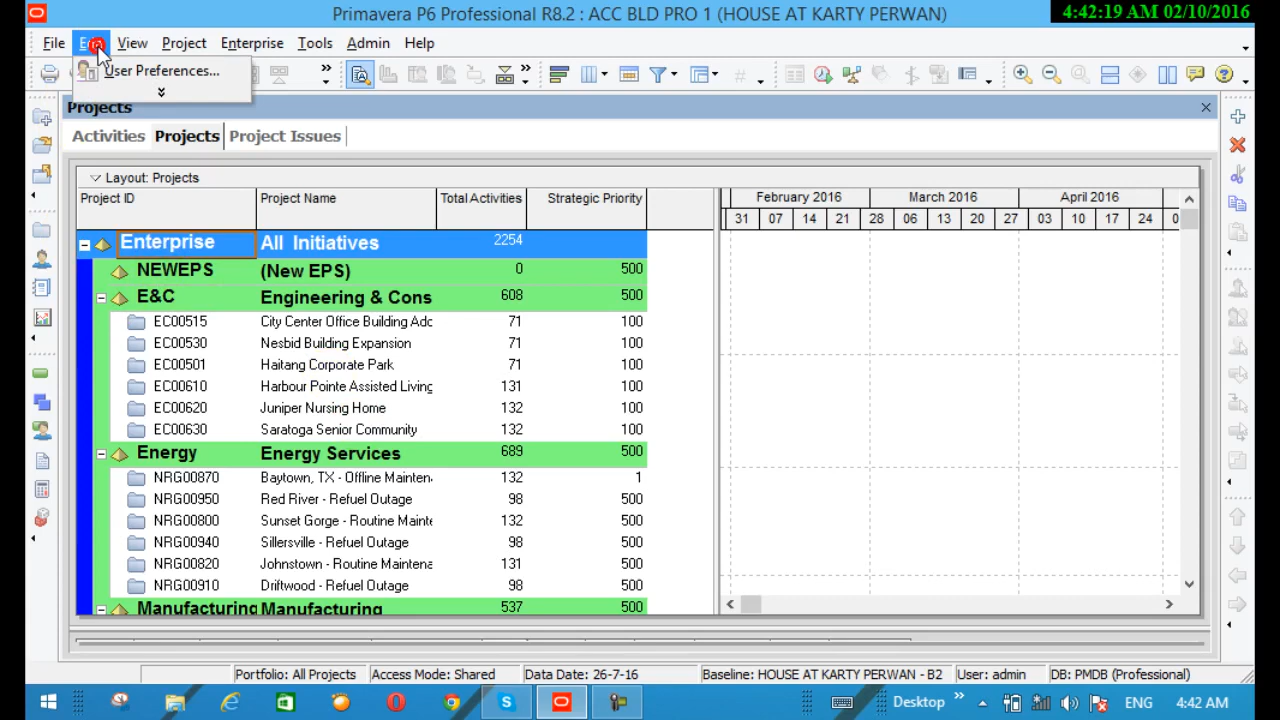 Primavera P6 Professional R8.2 : ACC BLD PRO 1 (HOUSE AT KARTY PERWAN)
4:42:19 AM 02/10/2016
File View Project Enterprise Tools Admin Help
User Preferences...
Projects
Activities Projects Project Issues
Layout: Projects
Project ID Project Name Total Activities Strategic Priority
February 2016 March 2016 April 2016
31 07 14 21 28 06 13 20 27 03 10 17 24 0
Enterprise All Initiatives 2254
NEWEPS (New EPS) 0 500
E&C Engineering & Cons 608 500
EC00515 City Center Office Building Adc 71 100
EC00530 Nesbid Building Expansion 71 100
EC00501 Haitang Corporate Park 71 100
EC00610 Harbour Pointe Assisted Living 131 100
EC00620 Juniper Nursing Home 132 100
EC00630 Saratoga Senior Community 132 100
Energy Energy Services 689 500
NRG00870 Baytown, TX - Offline Mainten 132 1
NRG00950 Red River - Refuel Outage 98 500
NRG00800 Sunset Gorge - Routine Mainte 132 500
NRG00940 Sillersville - Refuel Outage 98 500
NRG00820 Johnstown - Routine Maintena 131 500
NRG00910 Driftwood - Refuel Outage 98 500
Manufacturing Manufacturing 537 500
Portfolio: All Projects Access Mode: Shared Data Date: 26-7-16 Baseline: HOUSE AT KARTY PERWAN - B2 User: admin DB: PMDB (Professional)
Desktop ENG 4:42 AM